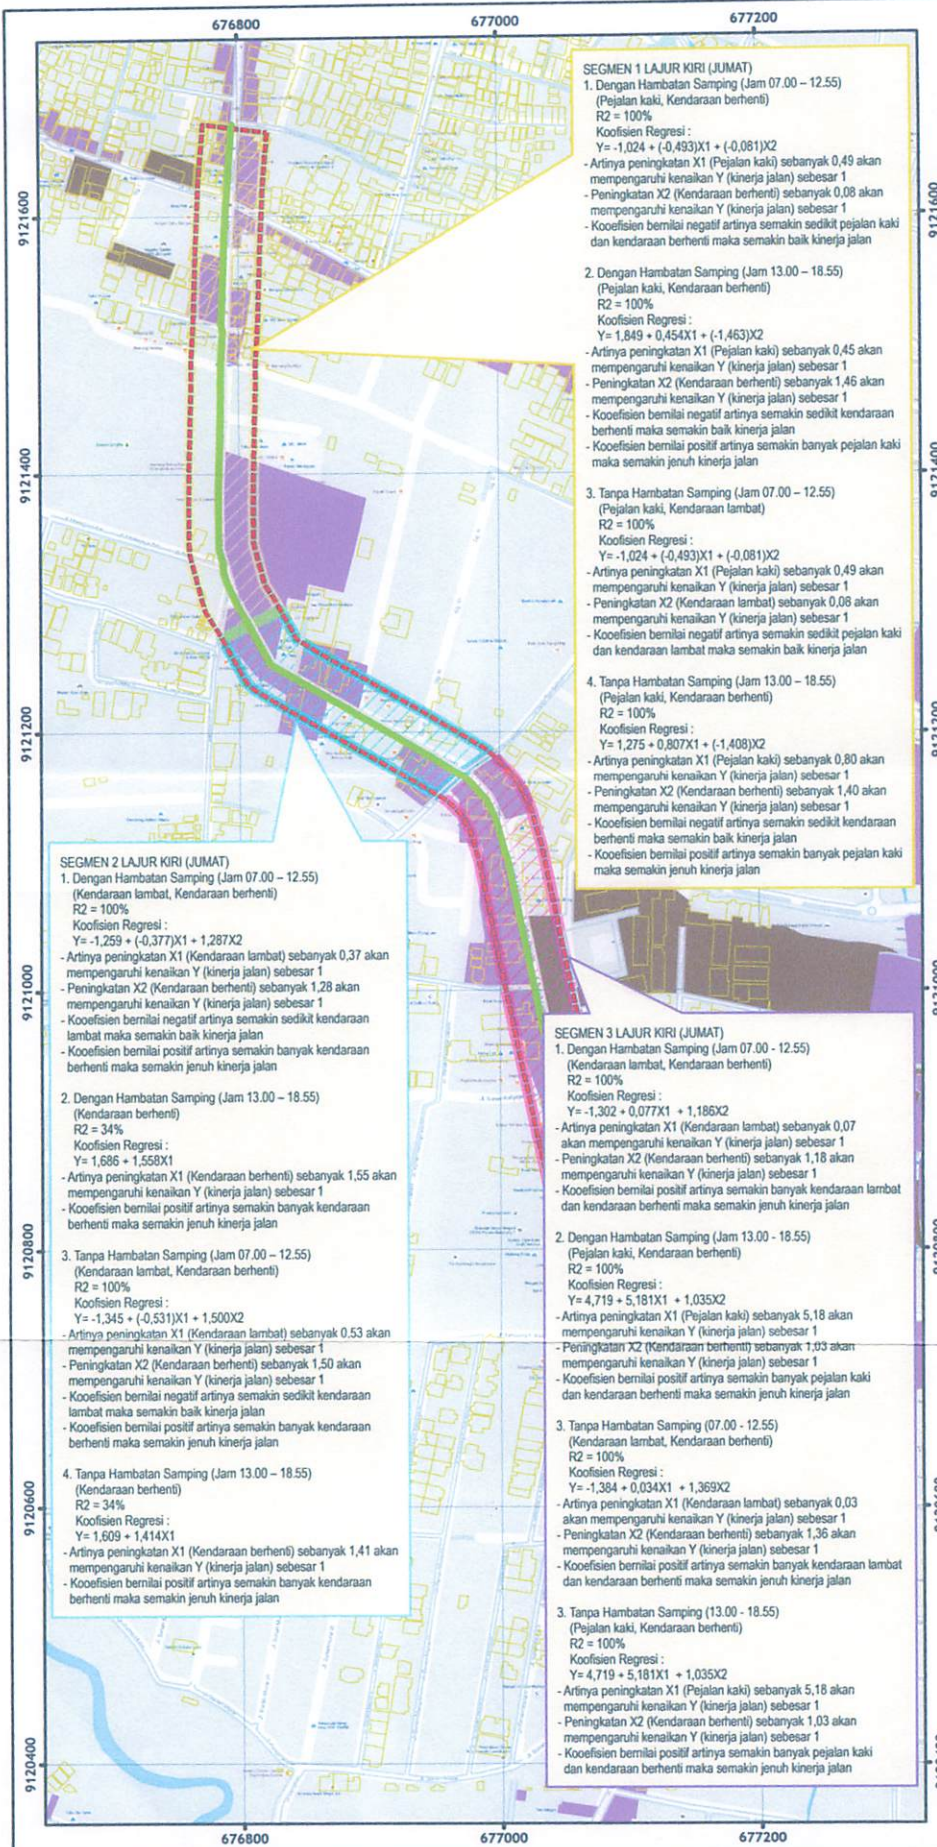 676800
677000
677200
9121600
9121400
9121200
9121000
9120800
9120600
9120400
9121600
9121400
SEGMEN 1 LAJUR KIRI (JUMAT)
1. Dengan Hambatan Samping (Jam 07.00 – 12.55)
(Pejalan kaki, Kendaraan berhenti)
R2 = 100%
Koofisien Regresi :
Y= -1,024 + (-0,493)X1 + (-0,081)X2
- Artinya peningkatan X1 (Pejalan kaki) sebanyak 0,49 akan
mempengaruhi kenaikan Y (kinerja jalan) sebesar 1
- Peningkatan X2 (Kendaraan berhenti) sebanyak 0,08 akan
mempengaruhi kenaikan Y (kinerja jalan) sebesar 1
- Kooefisien bernilai negatif artinya semakin sedikit pejalan kaki
dan kendaraan berhenti maka semakin baik kinerja jalan
2. Dengan Hambatan Samping (Jam 13.00 – 18.55)
(Pejalan kaki, Kendaraan berhenti)
R2 = 100%
Koofisien Regresi :
Y= 1,849 + 0,454X1 + (-1,463)X2
- Artinya peningkatan X1 (Pejalan kaki) sebanyak 0,45 akan
mempengaruhi kenaikan Y (kinerja jalan) sebesar 1
- Peningkatan X2 (Kendaraan berhenti) sebanyak 1,46 akan
mempengaruhi kenaikan Y (kinerja jalan) sebesar 1
- Kooefisien bernilai negatif artinya semakin sedikit kendaraan
berhenti maka semakin baik kinerja jalan
- Kooefisien bernilai positif artinya semakin banyak pejalan kaki
maka semakin jenuh kinerja jalan
3. Tanpa Hambatan Samping (Jam 07.00 – 12.55)
(Pejalan kaki, Kendaraan lambat)
R2 = 100%
Koofisien Regresi :
Y= -1,024 + (-0,493)X1 + (-0,081)X2
- Artinya peningkatan X1 (Pejalan kaki) sebanyak 0,49 akan
mempengaruhi kenaikan Y (kinerja jalan) sebesar 1
- Peningkatan X2 (Kendaraan lambat) sebanyak 0,08 akan
mempengaruhi kenaikan Y (kinerja jalan) sebesar 1
- Kooefisien bernilai negatif artinya semakin sedikit pejalan kaki
dan kendaraan lambat maka semakin baik kinerja jalan
4. Tanpa Hambatan Samping (Jam 13.00 – 18.55)
(Pejalan kaki, Kendaraan berhenti)
R2 = 100%
Koofisien Regresi :
Y= 1,275 + 0,807X1 + (-1,408)X2
- Artinya peningkatan X1 (Pejalan kaki) sebanyak 0,80 akan
mempengaruhi kenaikan Y (kinerja jalan) sebesar 1
- Peningkatan X2 (Kendaraan berhenti) sebanyak 1,40 akan
mempengaruhi kenaikan Y (kinerja jalan) sebesar 1
- Kooefisien bernilai negatif artinya semakin sedikit kendaraan
berhenti maka semakin baik kinerja jalan
- Kooefisien bernilai positif artinya semakin banyak pejalan kaki
maka semakin jenuh kinerja jalan
SEGMEN 2 LAJUR KIRI (JUMAT)
1. Dengan Hambatan Samping (Jam 07.00 – 12.55)
(Kendaraan lambat, Kendaraan berhenti)
R2 = 100%
Koofisien Regresi :
Y= -1,259 + (-0,377)X1 + 1,287X2
- Artinya peningkatan X1 (Kendaraan lambat) sebanyak 0,37 akan
mempengaruhi kenaikan Y (kinerja jalan) sebesar 1
- Peningkatan X2 (Kendaraan berhenti) sebanyak 1,28 akan
mempengaruhi kenaikan Y (kinerja jalan) sebesar 1
- Kooefisien bernilai negatif artinya semakin sedikit kendaraan
lambat maka semakin baik kinerja jalan
- Kooefisien bernilai positif artinya semakin banyak kendaraan
berhenti maka semakin jenuh kinerja jalan
2. Dengan Hambatan Samping (Jam 13.00 – 18.55)
(Kendaraan berhenti)
R2 = 34%
Koofisien Regresi :
Y= 1,686 + 1,558X1
- Artinya peningkatan X1 (Kendaraan berhenti) sebanyak 1,55 akan
mempengaruhi kenaikan Y (kinerja jalan) sebesar 1
- Kooefisien bernilai positif artinya semakin banyak kendaraan
berhenti maka semakin jenuh kinerja jalan
3. Tanpa Hambatan Samping (Jam 07.00 – 12.55)
(Kendaraan lambat, Kendaraan berhenti)
R2 = 100%
Koofisien Regresi :
Y= -1,345 + (-0,531)X1 + 1,500X2
- Artinya peningkatan X1 (Kendaraan lambat) sebanyak 0,53 akan
mempengaruhi kenaikan Y (kinerja jalan) sebesar 1
- Peningkatan X2 (Kendaraan berhenti) sebanyak 1,50 akan
mempengaruhi kenaikan Y (kinerja jalan) sebesar 1
- Kooefisien bernilai negatif artinya semakin sedikit kendaraan
lambat maka semakin baik kinerja jalan
- Kooefisien bernilai positif artinya semakin banyak kendaraan
berhenti maka semakin jenuh kinerja jalan
4. Tanpa Hambatan Samping (Jam 13.00 – 18.55)
(Kendaraan berhenti)
R2 = 34%
Koofisien Regresi :
Y= 1,609 + 1,414X1
- Artinya peningkatan X1 (Kendaraan berhenti) sebanyak 1,41 akan
mempengaruhi kenaikan Y (kinerja jalan) sebesar 1
- Kooefisien bernilai positif artinya semakin banyak kendaraan
berhenti maka semakin jenuh kinerja jalan
SEGMEN 3 LAJUR KIRI (JUMAT)
1. Dengan Hambatan Samping (Jam 07.00 - 12.55)
(Kendaraan lambat, Kendaraan berhenti)
R2 = 100%
Koofisien Regresi :
Y= -1,302 + 0,077X1 + 1,186X2
- Artinya peningkatan X1 (Kendaraan lambat) sebanyak 0,07
akan mempengaruhi kenaikan Y (kinerja jalan) sebesar 1
- Peningkatan X2 (Kendaraan berhenti) sebanyak 1,18 akan
mempengaruhi kenaikan Y (kinerja jalan) sebesar 1
- Kooefisien bernilai positif artinya semakin banyak kendaraan lambat
dan kendaraan berhenti maka semakin jenuh kinerja jalan
2. Dengan Hambatan Samping (Jam 13.00 - 18.55)
(Pejalan kaki, Kendaraan berhenti)
R2 = 100%
Koofisien Regresi :
Y= 4,719 + 5,181X1 + 1,035X2
- Artinya peningkatan X1 (Pejalan kaki) sebanyak 5,18 akan
mempengaruhi kenaikan Y (kinerja jalan) sebesar 1
- Peningkatan X2 (Kendaraan berhenti) sebanyak 1,03 akan
mempengaruhi kenaikan Y (kinerja jalan) sebesar 1
- Kooefisien bernilai positif artinya semakin banyak pejalan kaki
dan kendaraan berhenti maka semakin jenuh kinerja jalan
3. Tanpa Hambatan Samping (07.00 - 12.55)
(Kendaraan lambat, Kendaraan berhenti)
R2 = 100%
Koofisien Regresi :
Y= -1,384 + 0,034X1 + 1,369X2
- Artinya peningkatan X1 (Kendaraan lambat) sebanyak 0,03
akan mempengaruhi kenaikan Y (kinerja jalan) sebesar 1
- Peningkatan X2 (Kendaraan berhenti) sebanyak 1,36 akan
mempengaruhi kenaikan Y (kinerja jalan) sebesar 1
- Kooefisien bernilai positif artinya semakin banyak kendaraan lambat
dan kendaraan berhenti maka semakin jenuh kinerja jalan
3. Tanpa Hambatan Samping (13.00 - 18.55)
(Pejalan kaki, Kendaraan berhenti)
R2 = 100%
Koofisien Regresi :
Y= 4,719 + 5,181X1 + 1,035X2
- Artinya peningkatan X1 (Pejalan kaki) sebanyak 5,18 akan
mempengaruhi kenaikan Y (kinerja jalan) sebesar 1
- Peningkatan X2 (Kendaraan berhenti) sebanyak 1,03 akan
mempengaruhi kenaikan Y (kinerja jalan) sebesar 1
- Kooefisien bernilai positif artinya semakin banyak pejalan kaki
dan kendaraan berhenti maka semakin jenuh kinerja jalan
676800
677000
677200